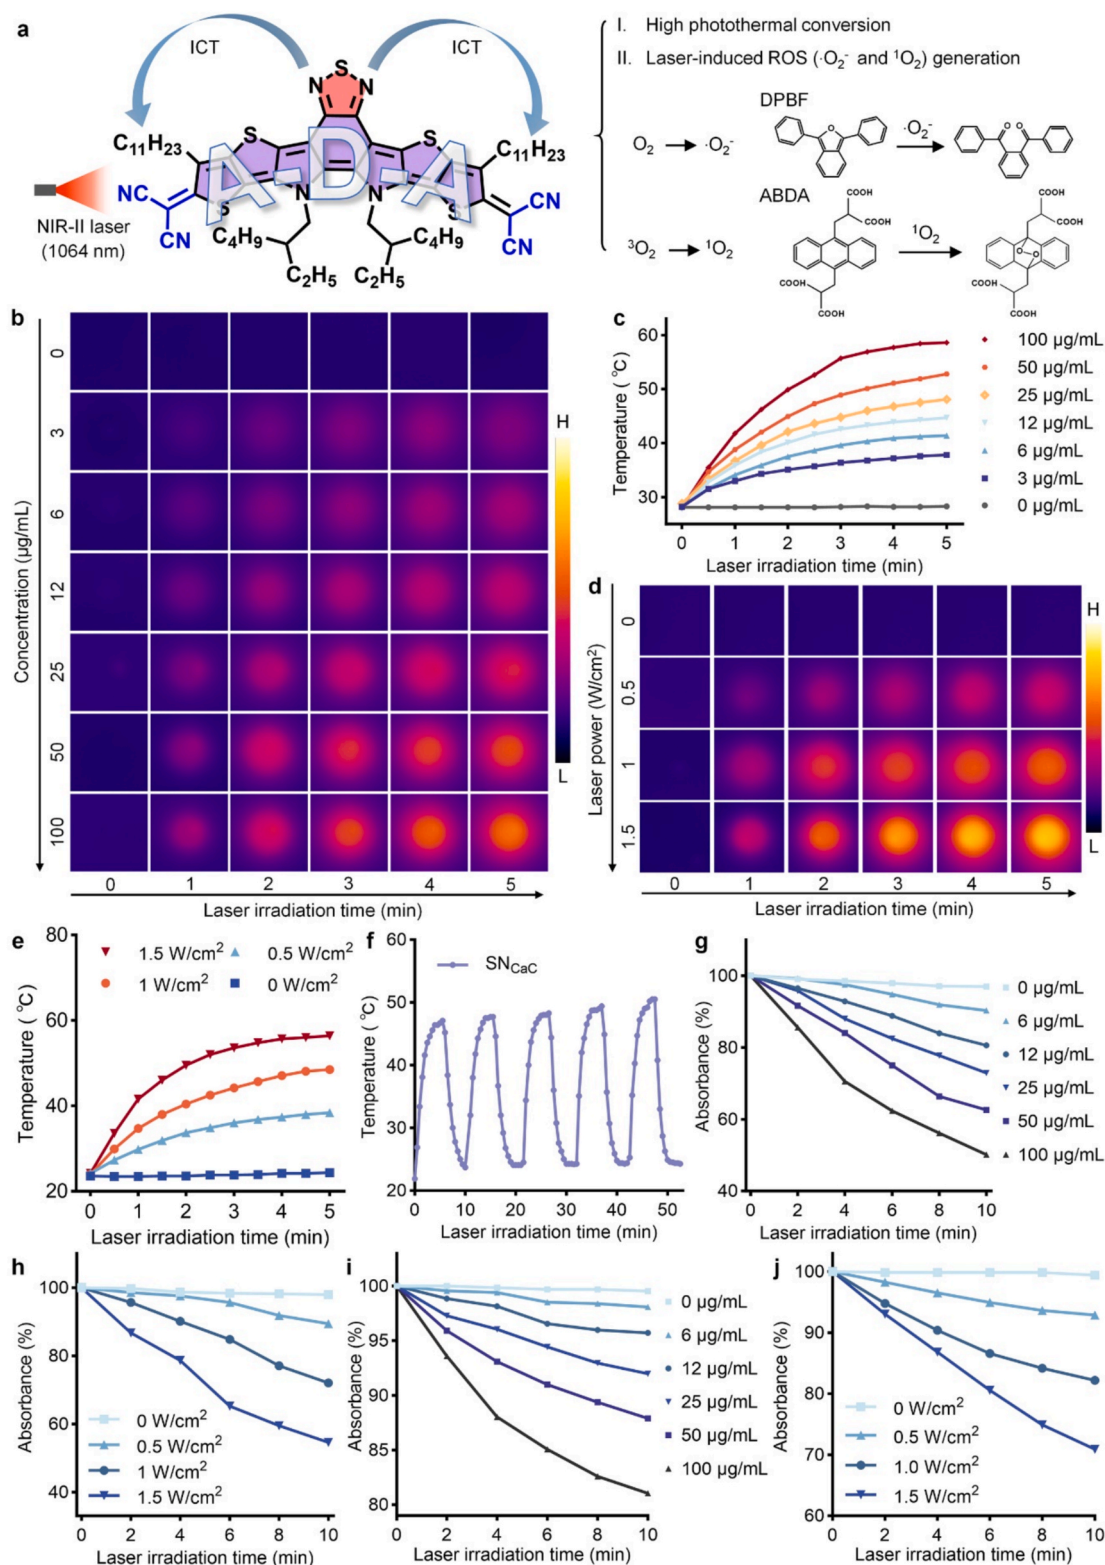 a
ICT
ICT
S
N
N
C11H23
C11H23
S
S
A-D-A
NC
CN
CN
CN
S
N
N
S
NIR-II laser
(1064 nm)
C4H9
C4H9
C2H5
C2H5
I. High photothermal conversion
II. Laser-induced ROS (·O2- and 1O2) generation
DPBF
O2
·O2-
O
·O2-
O O
ABDA
COOH
COOH
COOH
COOH
3O2
1O2
1O2
O
O
COOH
COOH
COOH
COOH
b
Concentration (µg/mL)
0
3
6
12
25
50
100
H
L
0 1 2 3 4 5
Laser irradiation time (min)
c
Temperature ( °C)
60
50
40
30
0 1 2 3 4 5
Laser irradiation time (min)
100 µg/mL
50 µg/mL
25 µg/mL
12 µg/mL
6 µg/mL
3 µg/mL
0 µg/mL
d
Laser power (W/cm2)
0
0.5
1
1.5
H
L
0 1 2 3 4 5
Laser irradiation time (min)
e
Temperature ( °C)
80
60
40
20
1.5 W/cm2
0.5 W/cm2
1 W/cm2
0 W/cm2
0 1 2 3 4 5
Laser irradiation time (min)
f
Temperature ( °C)
60
50
40
30
20
SNCaC
0 10 20 30 40 50
Laser irradiation time (min)
g
Absorbance (%)
100
80
60
40
0 2 4 6 8 10
Laser irradiation time (min)
0 µg/mL
6 µg/mL
12 µg/mL
25 µg/mL
50 µg/mL
100 µg/mL
h
Absorbance (%)
100
80
60
40
0 W/cm2
0.5 W/cm2
1 W/cm2
1.5 W/cm2
0 2 4 6 8 10
Laser irradiation time (min)
i
Absorbance (%)
100
95
90
85
80
0 2 4 6 8 10
Laser irradiation time (min)
0 µg/mL
6 µg/mL
12 µg/mL
25 µg/mL
50 µg/mL
100 µg/mL
j
Absorbance (%)
100
90
80
70
60
0 W/cm2
0.5 W/cm2
1.0 W/cm2
1.5 W/cm2
0 2 4 6 8 10
Laser irradiation time (min)